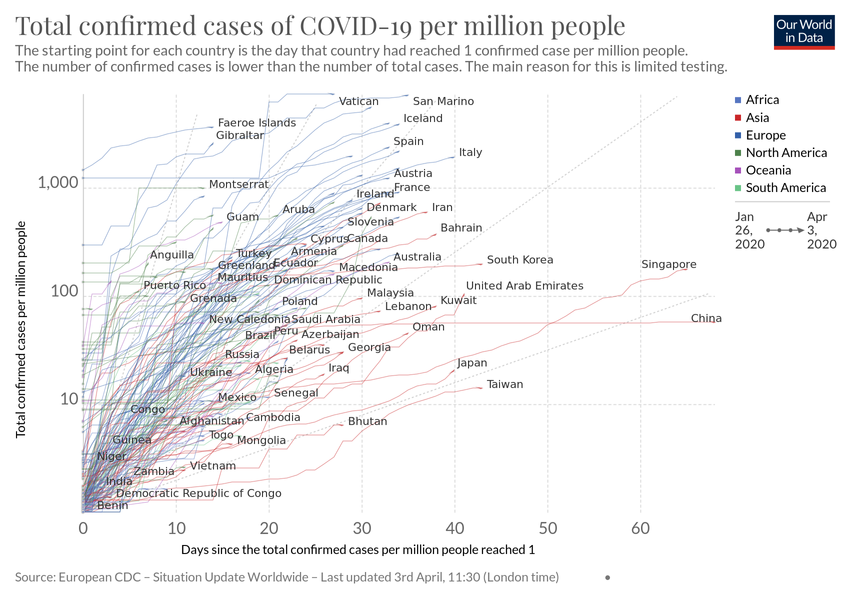 Total confirmed cases of COVID-19 per million people
The starting point for each country is the day that country had reached 1 confirmed case per million people.
The number of confirmed cases is lower than the number of total cases. The main reason for this is limited testing.
Our World
in Data
Vatican
San Marino
Faeroe Islands
Gibraltar
Iceland
Spain
Italy
Austria
1,000
Montserrat
Ireland
France
Aruba
Denmark
Iran
Guam
Slovenia
Bahrain
Cyprus
Canada
Anguilla
Turkey
Armenia
Australia
Greenland
Ecuador
Macedonia
South Korea
Singapore
Mauritius
Dominican Republic
Puerto Rico
United Arab Emirates
100
Grenada
Poland
Malaysia
Kuwait
Lebanon
New Caledonia
Saudi Arabia
China
Brazil
Peru
Azerbaijan
Oman
Russia
Belarus
Georgia
Ukraine
Algeria
Iraq
Japan
Taiwan
10
Mexico
Senegal
Congo
Afghanistan
Cambodia
Bhutan
Guinea
Togo
Mongolia
Niger
Zambia
Vietnam
India
Democratic Republic of Congo
Benin
0
10
20
30
40
50
60
Total confirmed cases per million people
Days since the total confirmed cases per million people reached 1
Africa
Asia
Europe
North America
Oceania
South America
Jan
26,
2020
Apr
3,
2020
Source: European CDC – Situation Update Worldwide – Last updated 3rd April, 11:30 (London time)